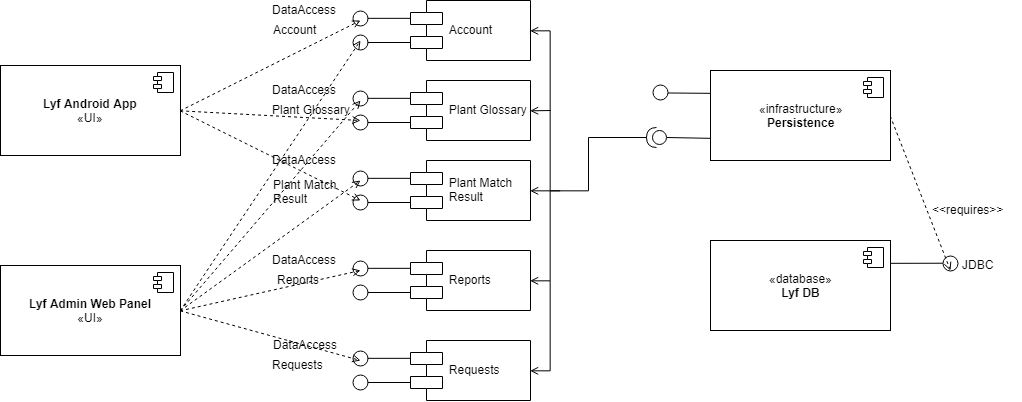 Lyf Android App
«UI»
Lyf Admin Web Panel
«UI»
DataAccess
Account
Account
DataAccess
Plant Glossary
Plant Glossary
DataAccess
Plant Match
Result
Plant Match
Result
DataAccess
Reports
Reports
DataAccess
Requests
Requests
«infrastructure»
Persistence
<<requires>>
«database»
Lyf DB
JDBC